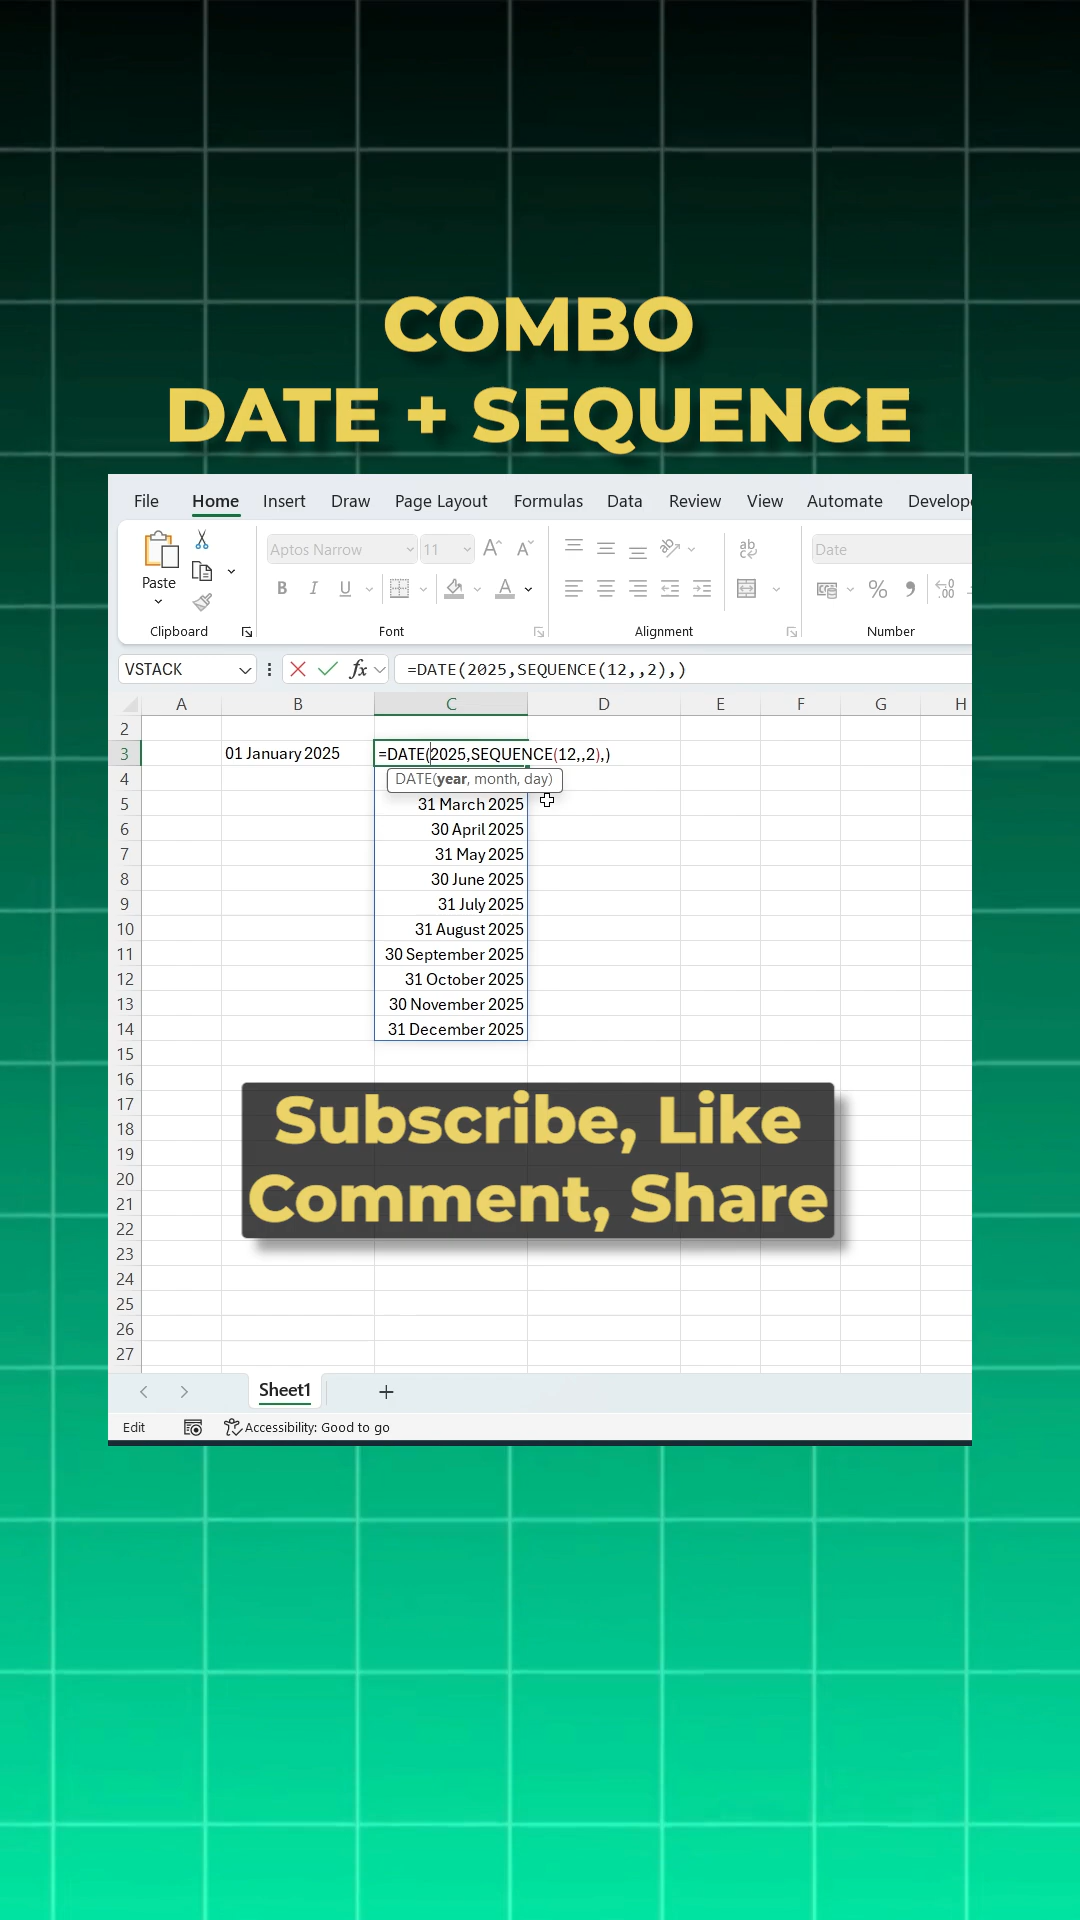 COMBO
DATE + SEQUENCE
File Home Insert Draw Page Layout Formulas Data Review View Automate Develop
Aptos Narrow 11 A A ab Date
Paste B I U A % 9 .00
Clipboard Font Alignment Number
VSTACK fx =DATE(2025,SEQUENCE(12,,2),)
A B C D E F G H
2
3 01 January 2025 =DATE(2025,SEQUENCE(12,,2),)
4 DATE(year, month, day)
5 31 March 2025
6 30 April 2025
7 31 May 2025
8 30 June 2025
9 31 July 2025
10 31 August 2025
11 30 September 2025
12 31 October 2025
13 30 November 2025
14 31 December 2025
15
16
17
18
19
20
21
22
23
24
25
26
27
Subscribe, Like
Comment, Share
Sheet1
Edit Accessibility: Good to go